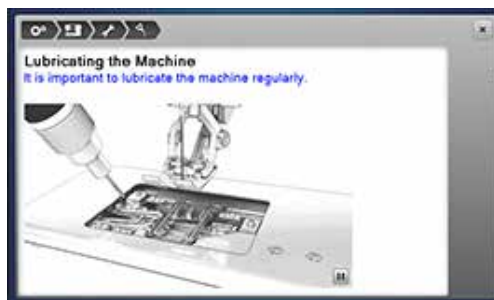 Lubricating the Machine
It is important to lubricate the machine regularly.